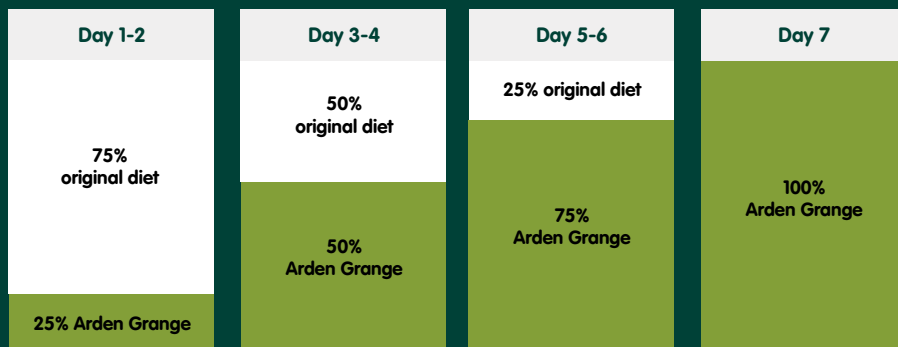 Day 1-2
75%
original diet
25% Arden Grange
Day 3-4
50%
original diet
50%
Arden Grange
Day 5-6
25% original diet
75%
Arden Grange
Day 7
100%
Arden Grange